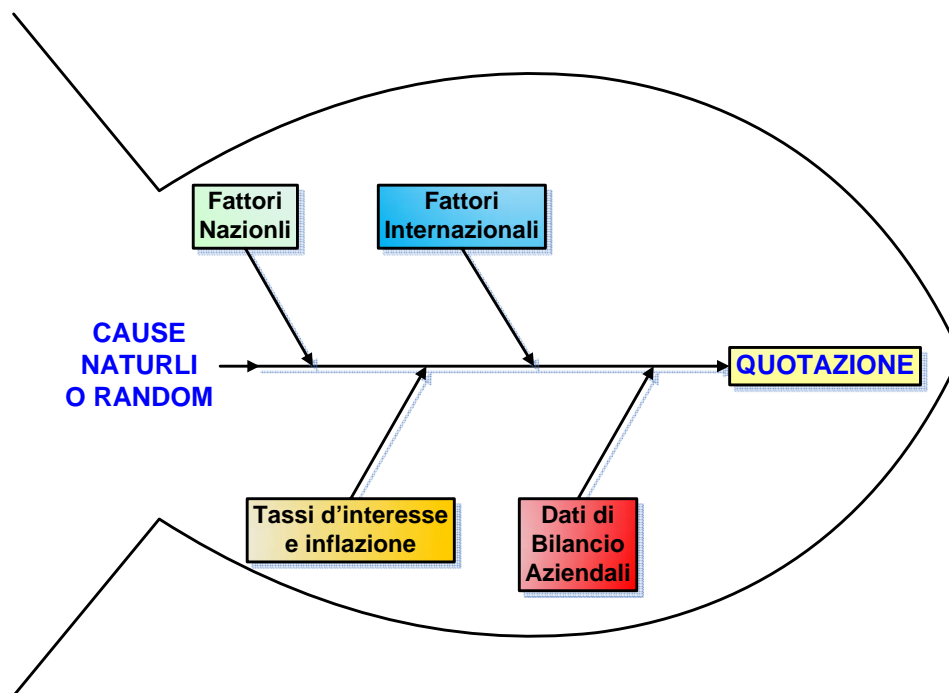 Fattori
Nazionli
Fattori
Internazionali
CAUSE
NATURLI
O RANDOM
QUOTAZIONE
Tassi d’interesse
e inflazione
Dati di
Bilancio
Aziendali